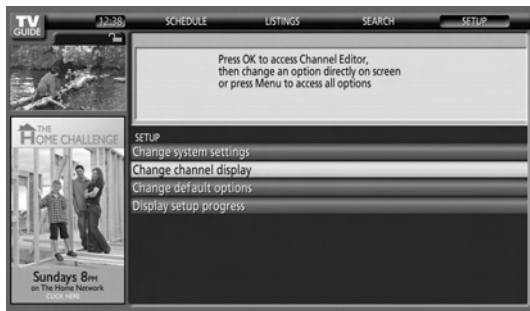 TV
GUIDE
12:38
SCHEDULE
LISTINGS
SEARCH
SETUP
Press OK to access Channel Editor,
then change an option directly on screen
or press Menu to access all options
THE
HOME CHALLENGE
Sundays 8PM
on The Home Network
CLICK HERE
SETUP
Change system settings
Change channel display
Change default options
Display setup progress